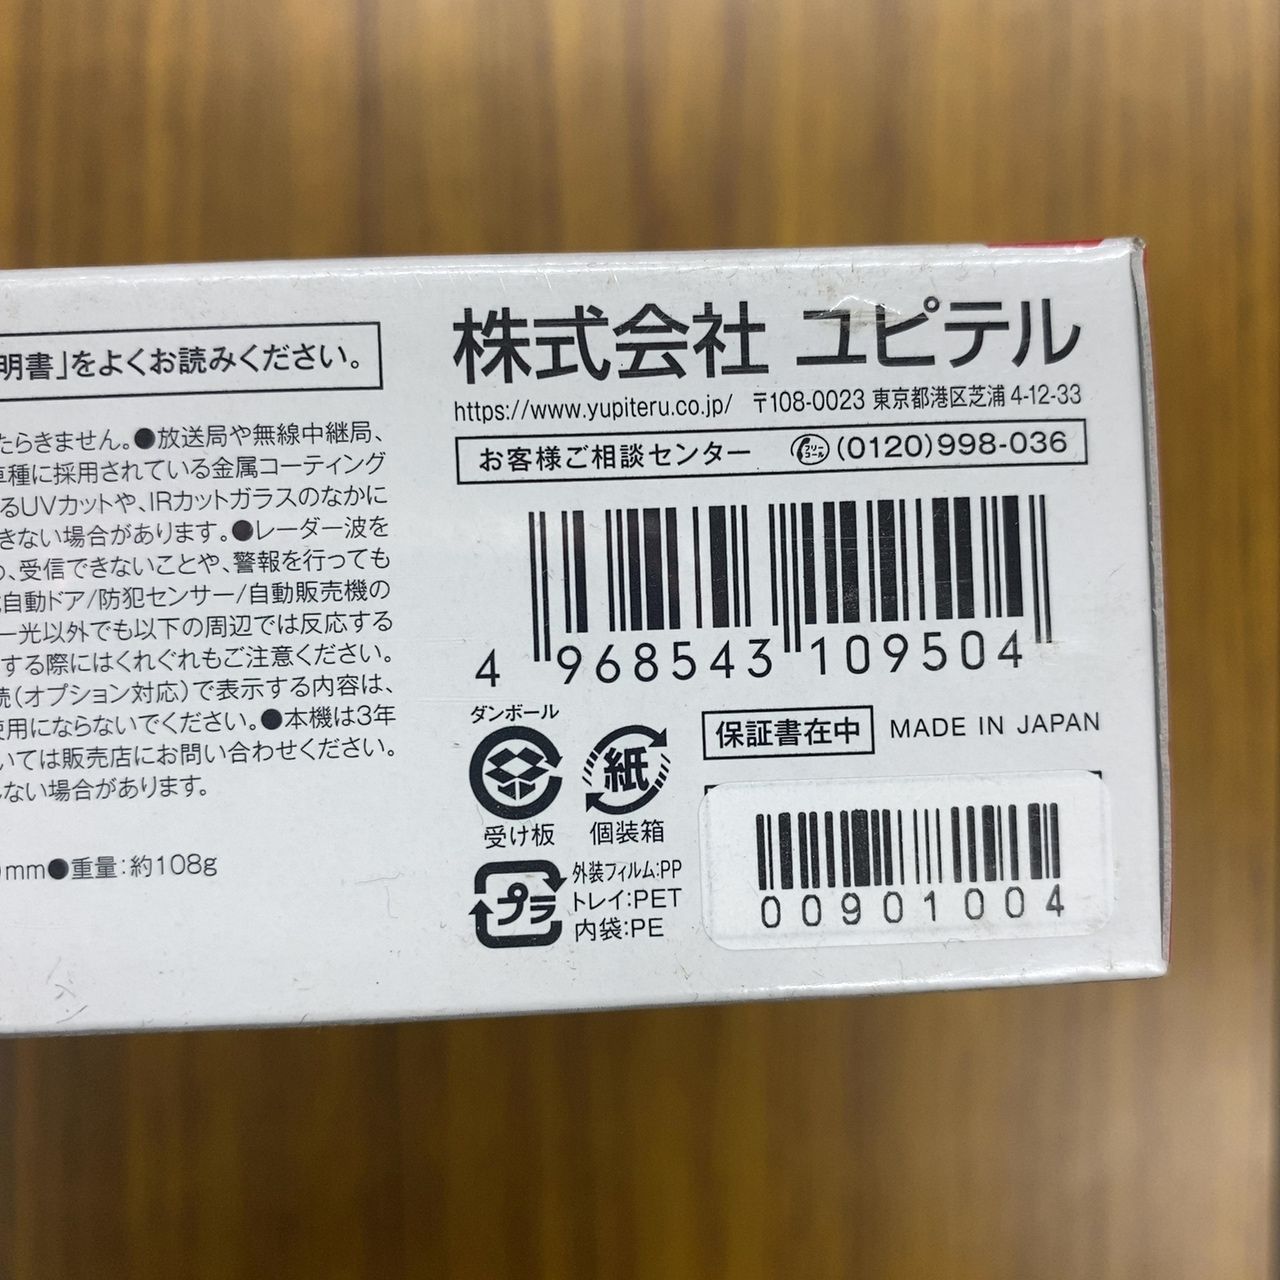 明書」をよくお読みください。
たらきません。●放送局や無線中継局、
車種に採用されている金属コーティング
るUVカットや、IRカットガラスのなかに
きない場合があります。●レーダー波を
、受信できないことや、警報を行っても
自動ドア/防犯センサー/自動販売機の
ー光以外でも以下の周辺では反応する
する際にはくれぐれもご注意ください。
続(オプション対応)で表示する内容は、
使用にならないでください。●本機は3年
いては販売店にお問い合わせください。
ない場合があります。
mm●重量:約108g
株式会社 ユピテル
https://www.yupiteru.co.jp/ 〒108-0023 東京都港区芝浦4-12-33
お客様ご相談センター フリーコール (0120)998-036
4 968543 109504
ダンボール
受け板
紙
個装箱
保証書在中 MADE IN JAPAN
プラ
外装フィルム:PP
トレイ:PET
内袋:PE
00901004